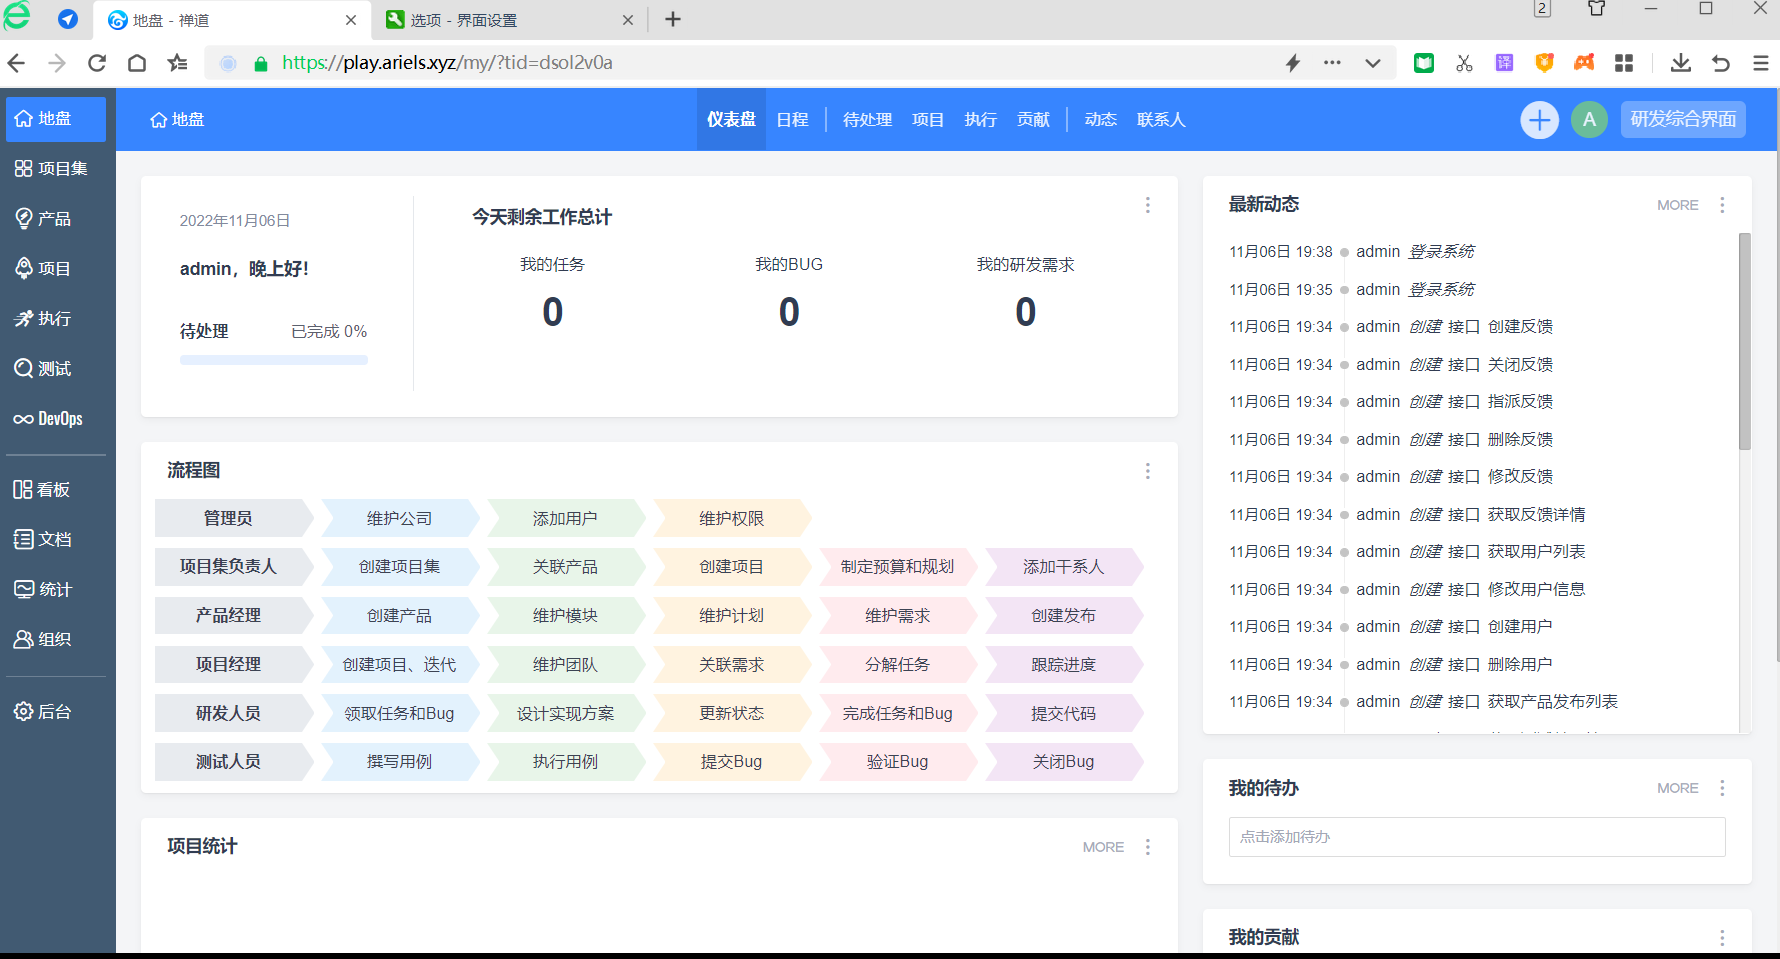 地盘 - 禅道
选项 - 界面设置
2
https://play.ariels.xyz/my/?tid=dsol2v0a
译
地盘
项目集
产品
项目
执行
测试
DevOps
看板
文档
统计
组织
后台
地盘
仪表盘 日程 待处理 项目 执行 贡献 动态 联系人
A 研发综合界面
2022年11月06日
admin，晚上好！
待处理 已完成 0%
今天剩余工作总计
我的任务 我的BUG 我的研发需求
0 0 0
流程图
管理员 维护公司 添加用户 维护权限
项目集负责人 创建项目集 关联产品 创建项目 制定预算和规划 添加干系人
产品经理 创建产品 维护模块 维护计划 维护需求 创建发布
项目经理 创建项目、迭代 维护团队 关联需求 分解任务 跟踪进度
研发人员 领取任务和Bug 设计实现方案 更新状态 完成任务和Bug 提交代码
测试人员 撰写用例 执行用例 提交Bug 验证Bug 关闭Bug
项目统计 MORE
最新动态 MORE
11月06日 19:38 admin 登录系统
11月06日 19:35 admin 登录系统
11月06日 19:34 admin 创建 接口 创建反馈
11月06日 19:34 admin 创建 接口 关闭反馈
11月06日 19:34 admin 创建 接口 指派反馈
11月06日 19:34 admin 创建 接口 删除反馈
11月06日 19:34 admin 创建 接口 修改反馈
11月06日 19:34 admin 创建 接口 获取反馈详情
11月06日 19:34 admin 创建 接口 获取用户列表
11月06日 19:34 admin 创建 接口 修改用户信息
11月06日 19:34 admin 创建 接口 创建用户
11月06日 19:34 admin 创建 接口 删除用户
11月06日 19:34 admin 创建 接口 获取产品发布列表
我的待办 MORE
点击添加待办
我的贡献